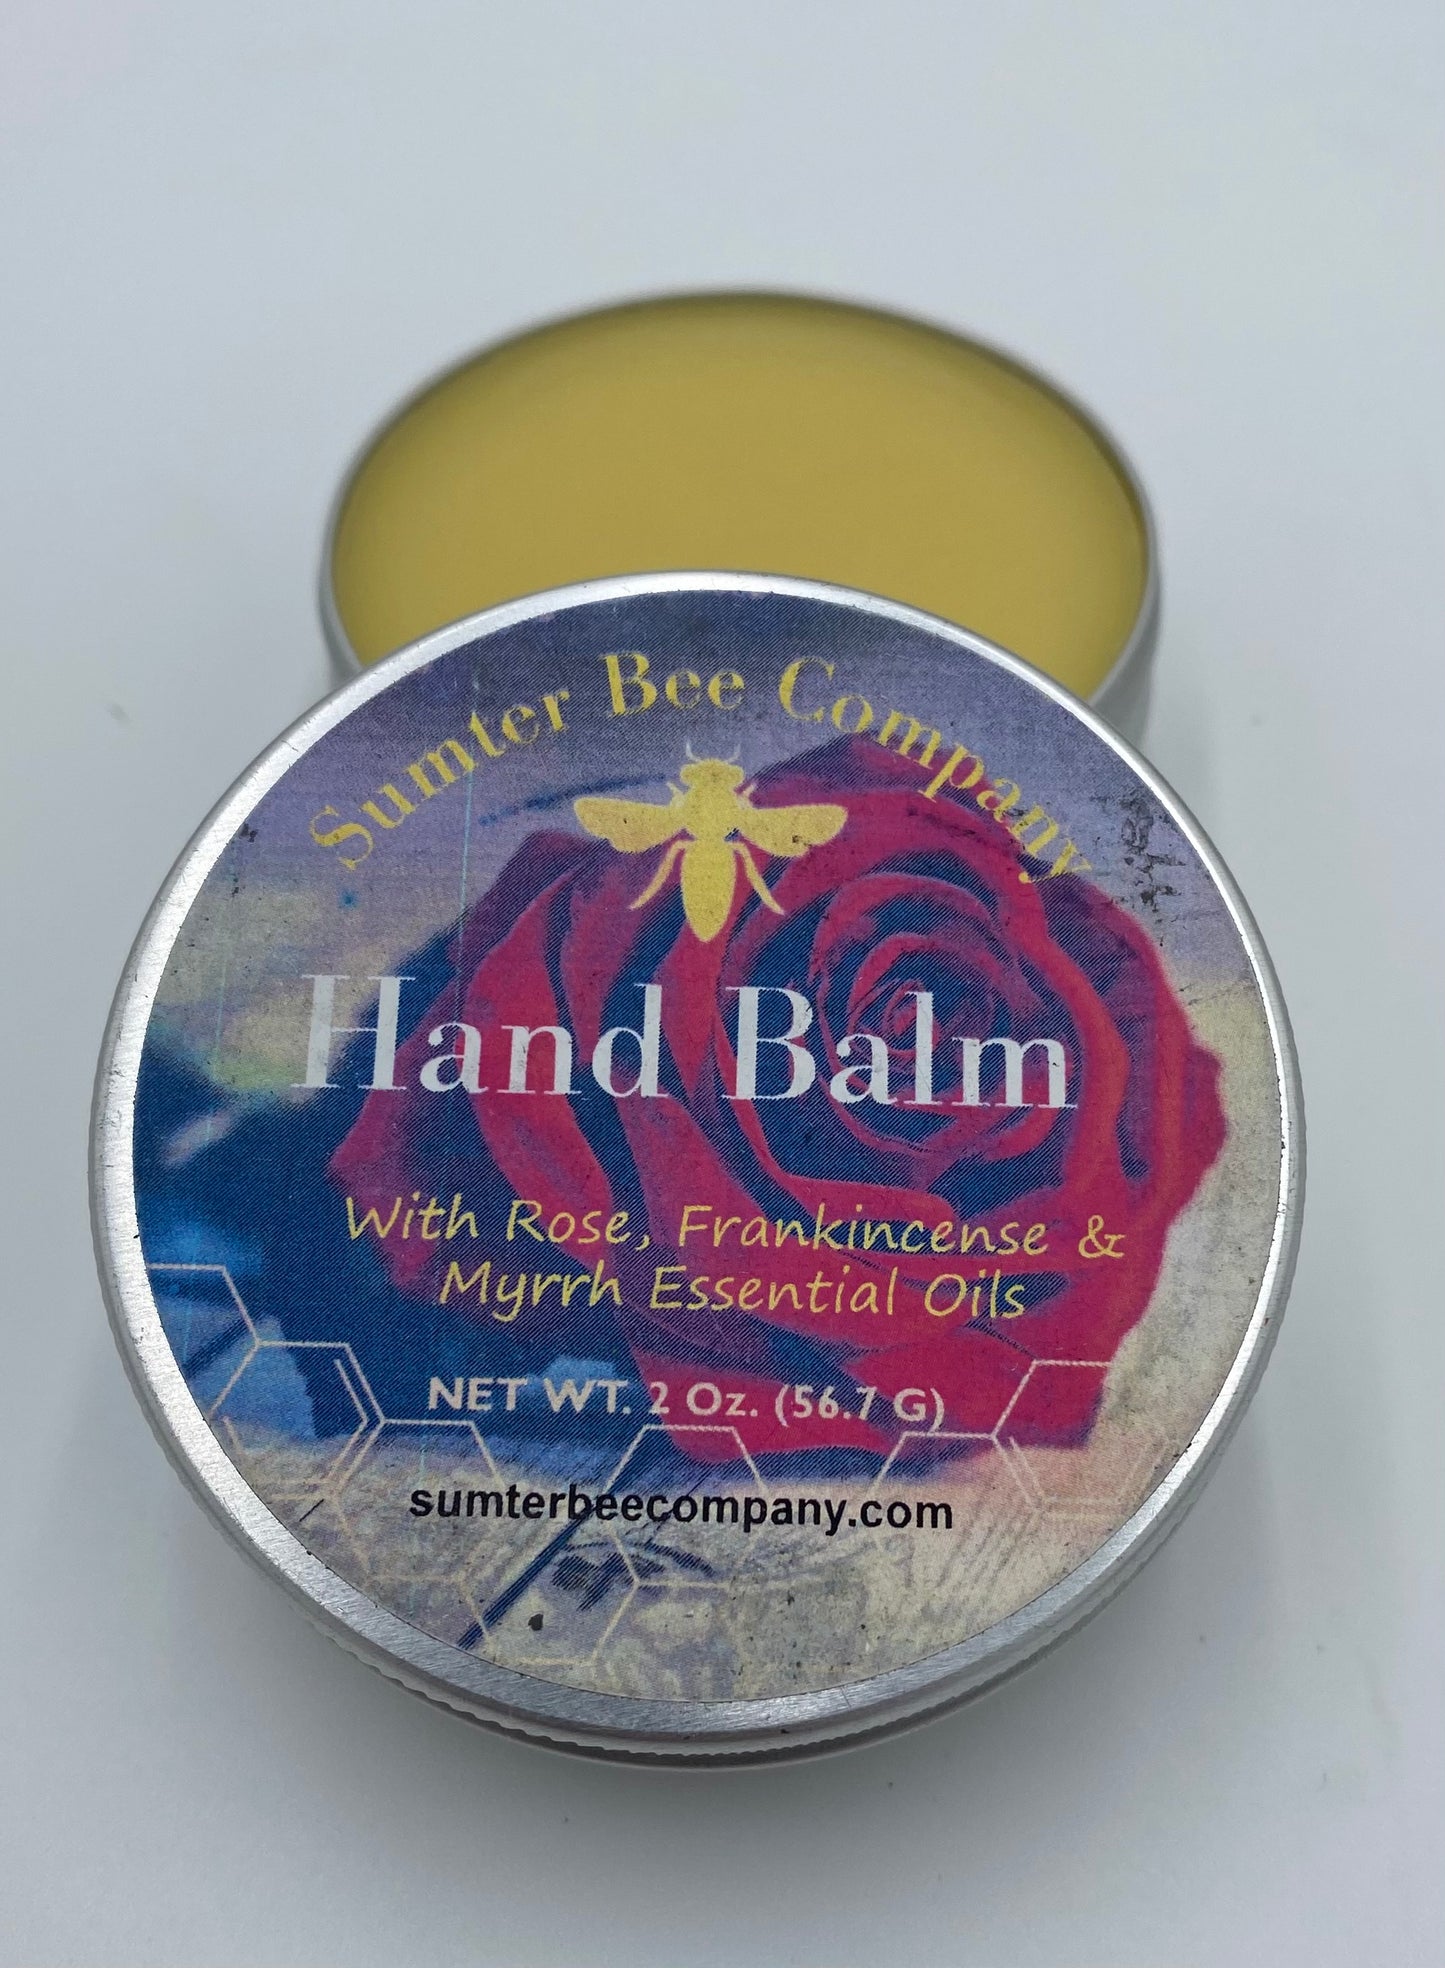 Sumter Bee Company
Hand Balm
With Rose, Frankincense &
Myrrh Essential Oils
NET WT. 2 Oz. (56.7 G)
sumterbeecompany.com